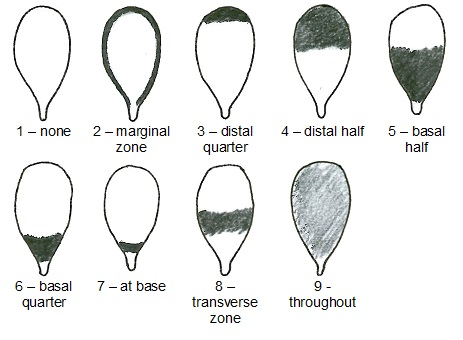 1 – none
2 – marginal
zone
3 – distal
quarter
4 – distal half
5 – basal
half
6 – basal
quarter
7 – at base
8 –
transverse
zone
9 -
throughout